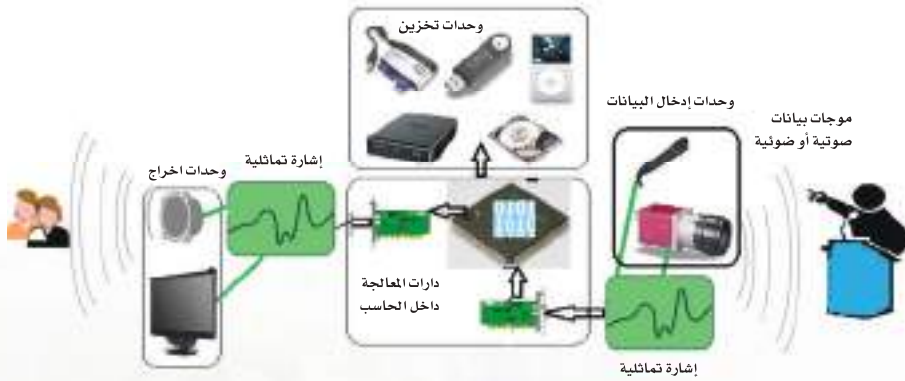 وحدات تخزين
وحدات إدخال البيانات
موجات بيانات
صوتية أو ضوئية
إشارة تماثلية
وحدات اخراج
دارات المعالجة
داخل الحاسب
إشارة تماثلية